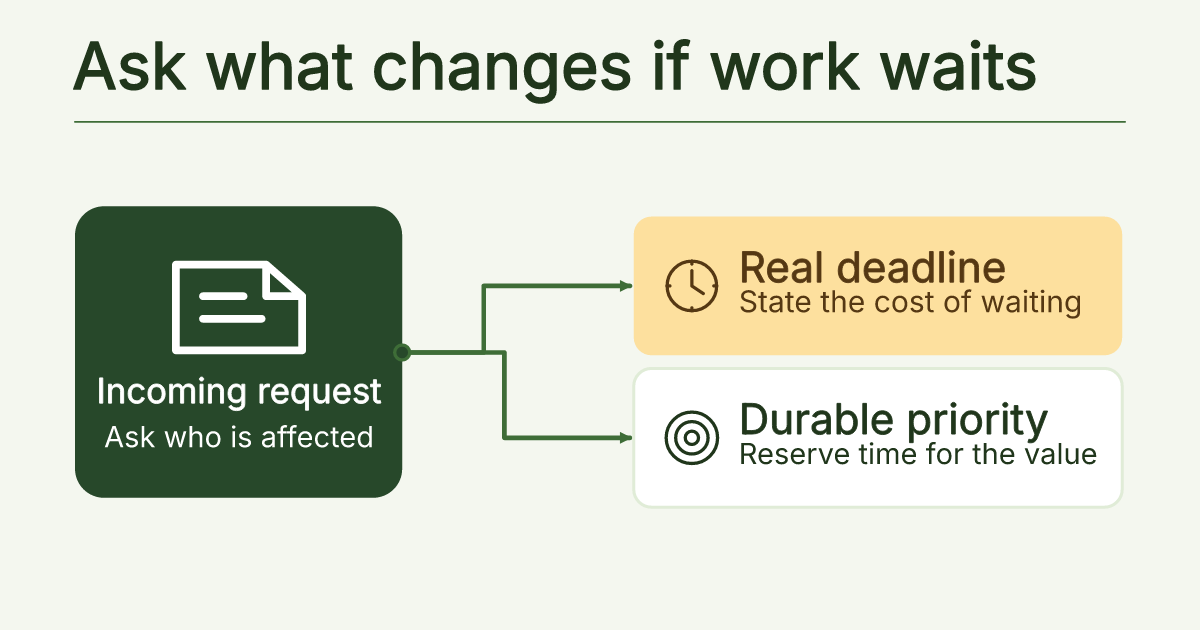 Ask what changes if work waits
Incoming request
Ask who is affected
Real deadline
State the cost of waiting
Durable priority
Reserve time for the value